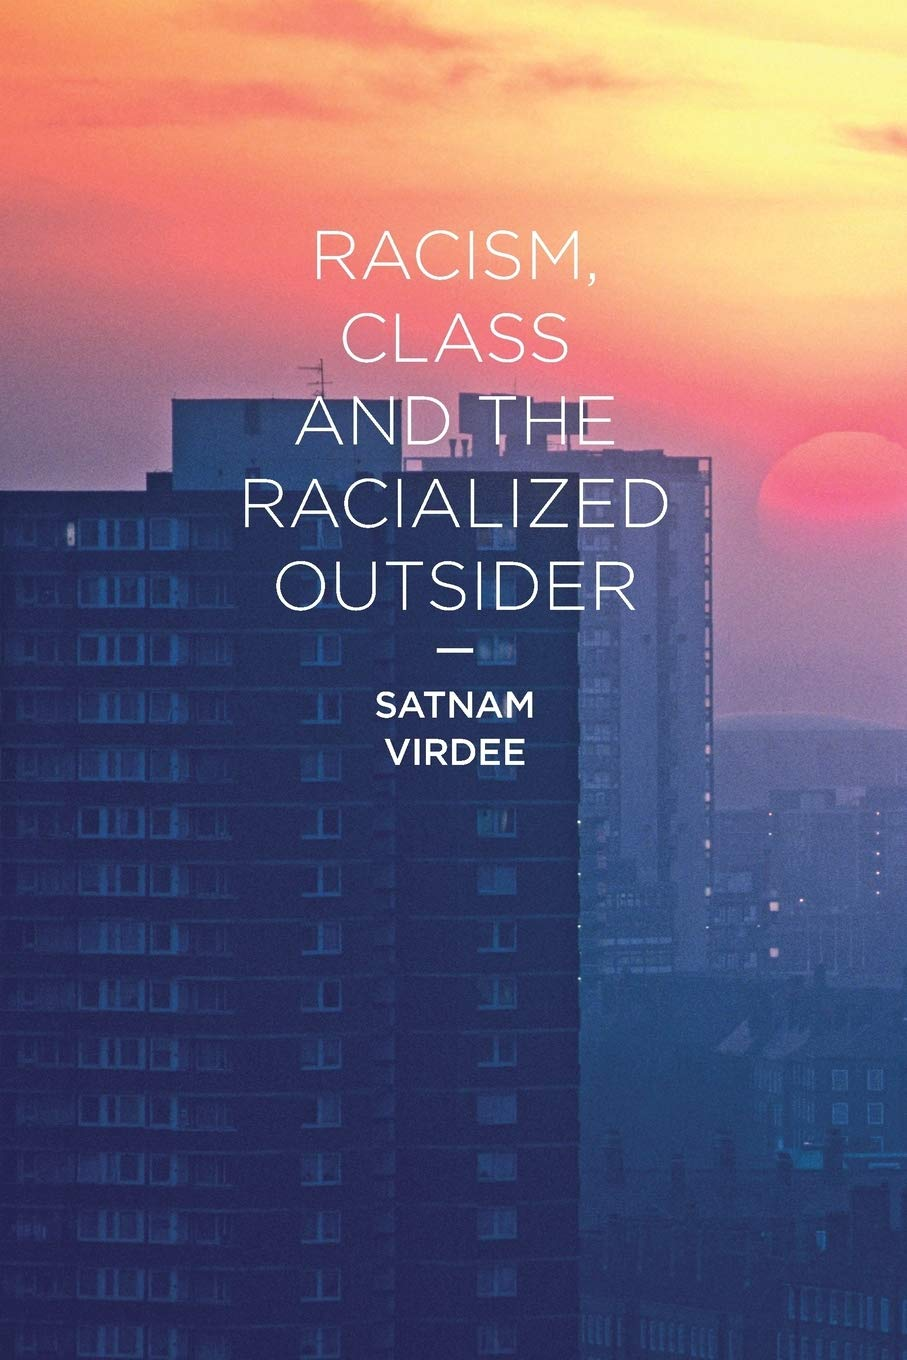 RACISM,
CLASS
AND THE
RACIALIZED
OUTSIDER
SATNAM
VIRDEE